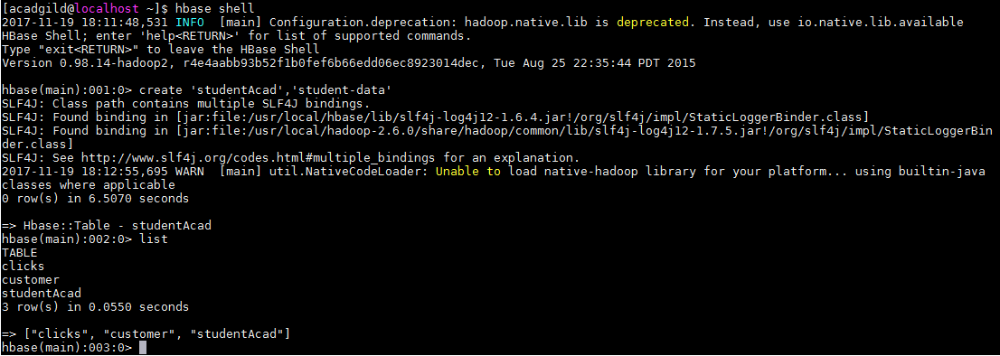 [acadgild@localhost ~]$ hbase shell
2017-11-19 18:11:48,531 INFO  [main] Configuration.deprecation: hadoop.native.lib is deprecated. Instead, use io.native.lib.available
HBase Shell; enter 'help<RETURN>' for list of supported commands.
Type "exit<RETURN>" to leave the HBase Shell
Version 0.98.14-hadoop2, r4e4aabb93b52f1b0fef6b66edd06ec8923014dec, Tue Aug 25 22:35:44 PDT 2015
hbase(main):001:0> create 'studentAcad','student-data'
SLF4J: Class path contains multiple SLF4J bindings.
SLF4J: Found binding in [jar:file:/usr/local/hbase/lib/slf4j-log4j12-1.6.4.jar!/org/slf4j/impl/StaticLoggerBinder.class]
SLF4J: Found binding in [jar:file:/usr/local/hadoop-2.6.0/share/hadoop/common/lib/slf4j-log4j12-1.7.5.jar!/org/slf4j/impl/StaticLoggerBin
der.class]
SLF4J: See http://www.slf4j.org/codes.html#multiple_bindings for an explanation.
2017-11-19 18:12:55,695 WARN  [main] util.NativeCodeLoader: Unable to load native-hadoop library for your platform... using builtin-java
classes where applicable
0 row(s) in 6.5070 seconds
=> Hbase::Table - studentAcad
hbase(main):002:0> list
TABLE
clicks
customer
studentAcad
3 row(s) in 0.0550 seconds
=> ["clicks", "customer", "studentAcad"]
hbase(main):003:0>